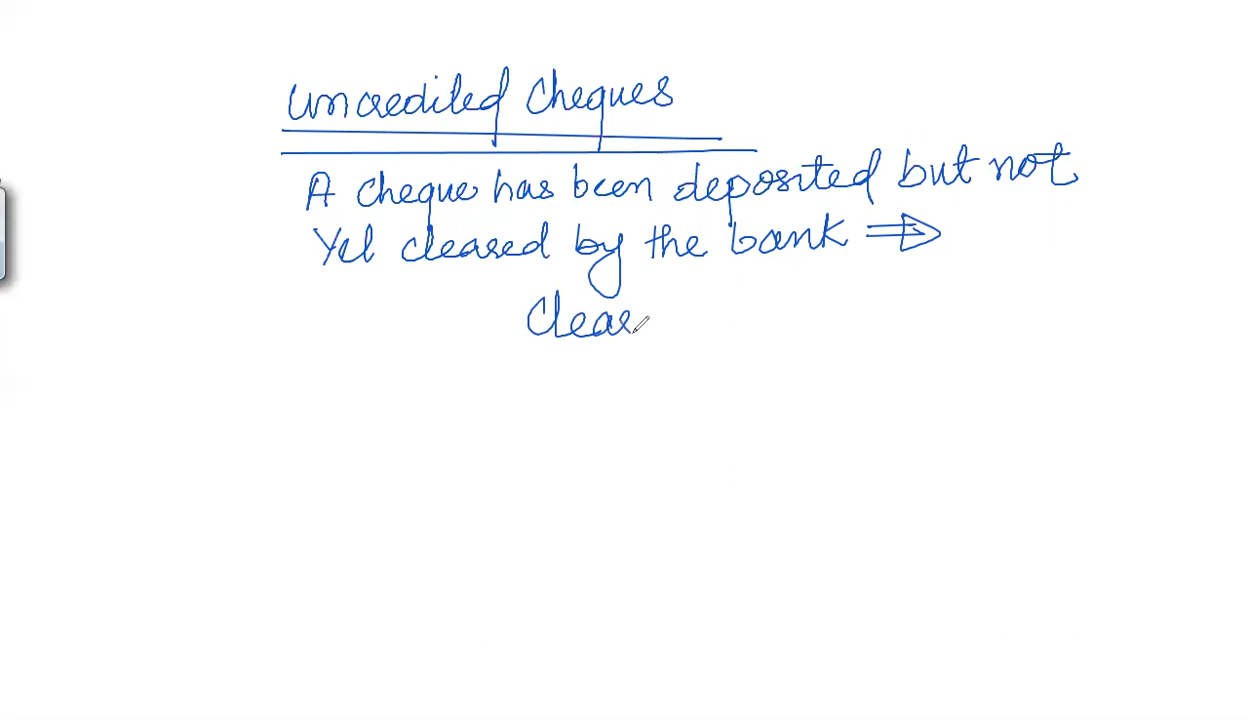 uncredited cheques
A cheque has been deposited but not
Yet cleared by the bank ⇒
Clear